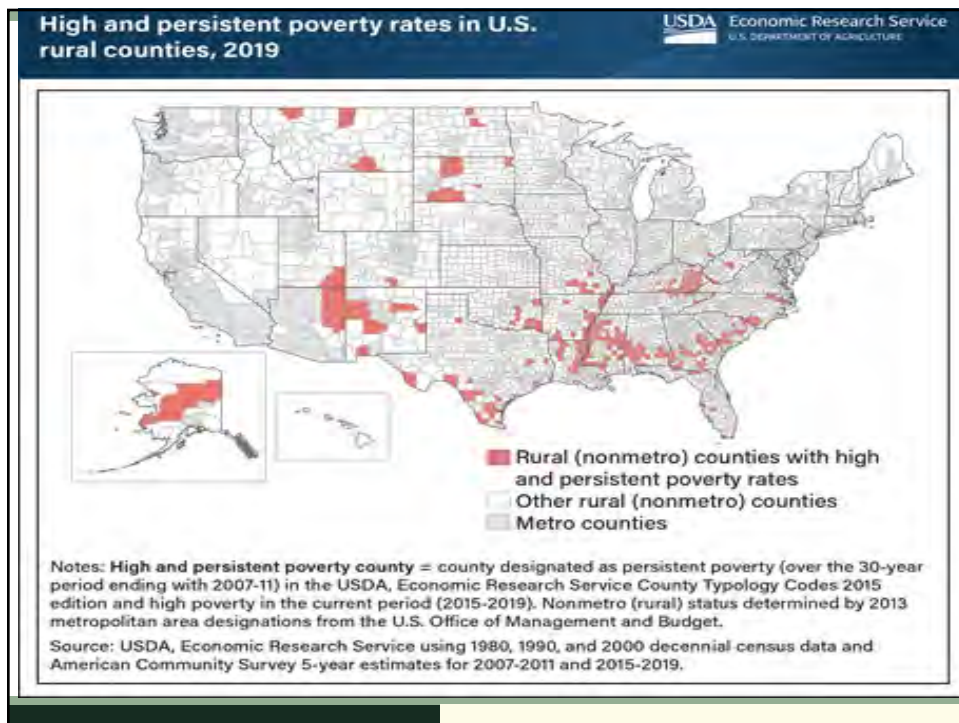 High and persistent poverty rates in U.S.
rural counties, 2019
USDA Economic Research Service
U.S. DEPARTMENT OF AGRICULTURE
Rural (nonmetro) counties with high
and persistent poverty rates
Other rural (nonmetro) counties
Metro counties
Notes: High and persistent poverty county = county designated as persistent poverty (over the 30-year
period ending with 2007-11) in the USDA, Economic Research Service County Typology Codes 2015
edition and high poverty in the current period (2015-2019). Nonmetro (rural) status determined by 2013
metropolitan area designations from the U.S. Office of Management and Budget.
Source: USDA, Economic Research Service using 1980, 1990, and 2000 decennial census data and
American Community Survey 5-year estimates for 2007-2011 and 2015-2019.